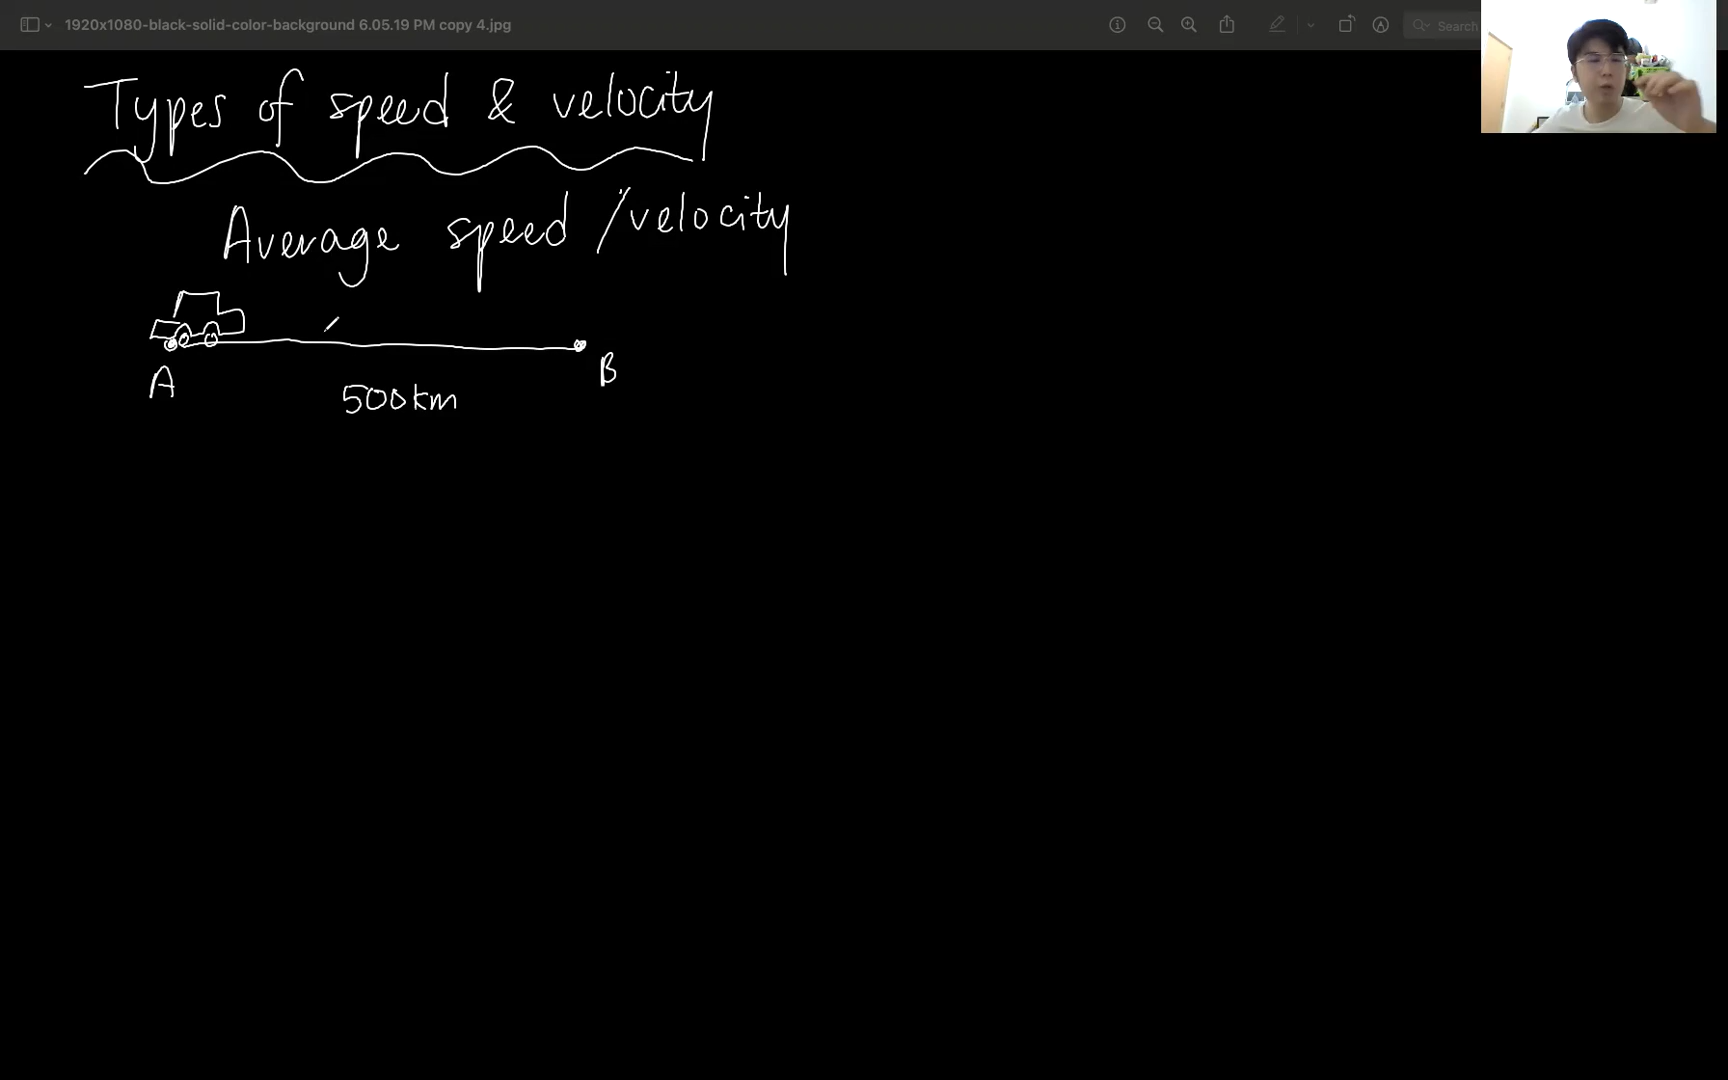 1920x1080-black-solid-color-background 6.05.19 PM copy 4.jpg
Search
Types of speed & velocity
Average speed / velocity
A
B
500km